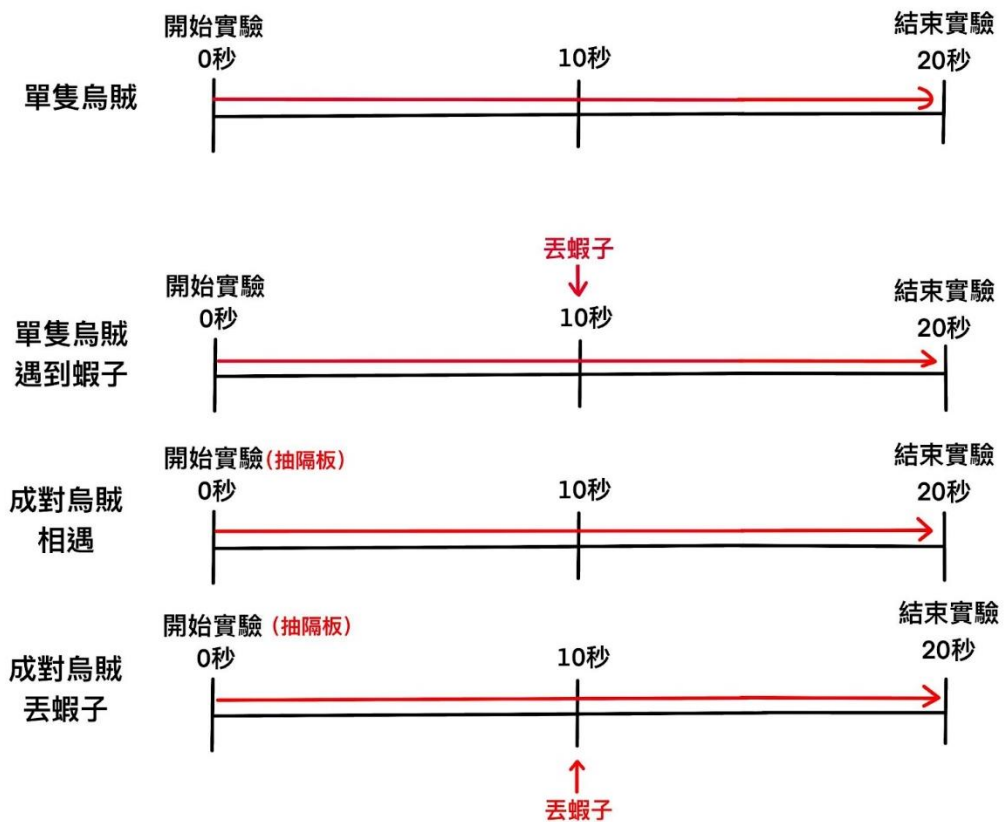 開始實驗
0秒
10秒
結束實驗
20秒
單隻烏賊
丟蝦子
開始實驗
0秒
10秒
結束實驗
20秒
單隻烏賊
遇到蝦子
開始實驗(抽隔板)
0秒
10秒
結束實驗
20秒
成對烏賊
相遇
開始實驗(抽隔板)
0秒
10秒
結束實驗
20秒
成對烏賊
丟蝦子
丟蝦子